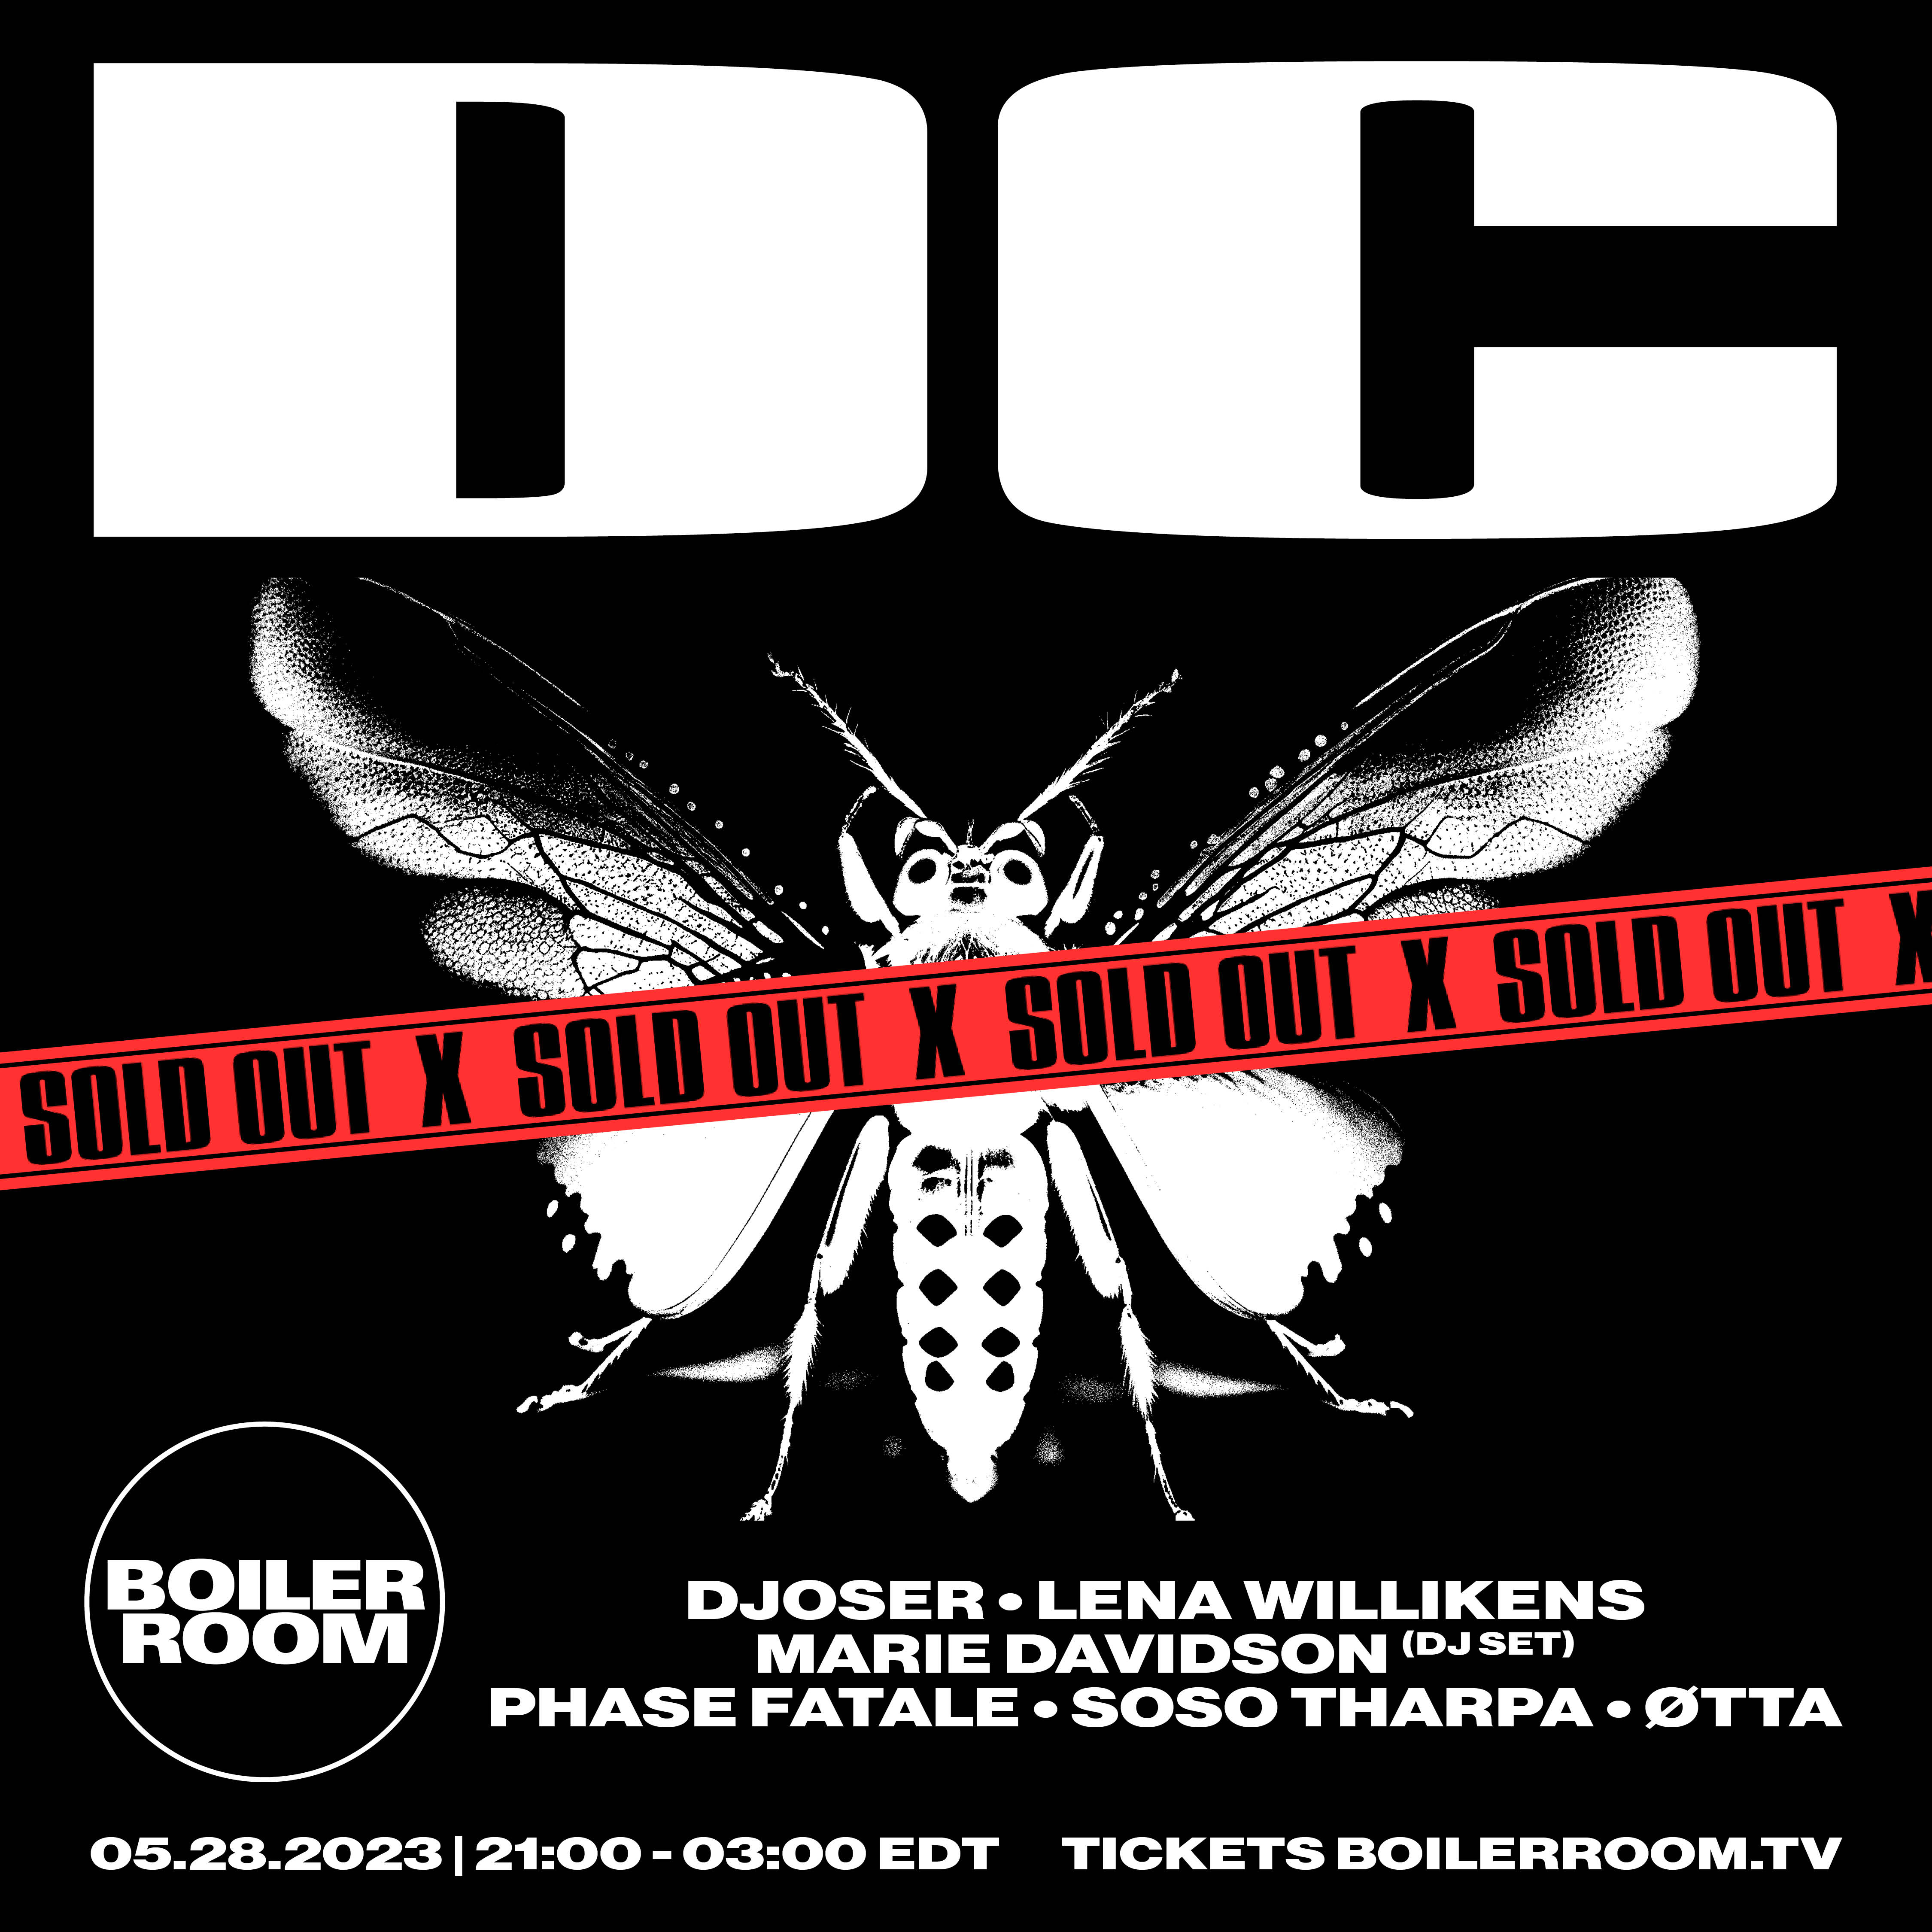 DC
SOLD OUT X SOLD OUT X SOLD OUT X SOLD OUT X
BOILER
ROOM
DJOSER • LENA WILLIKENS
MARIE DAVIDSON (DJ SET)
PHASE FATALE • SOSO THARPA • ØTTA
05.28.2023 | 21:00 - 03:00 EDT TICKETS BOILERROOM.TV